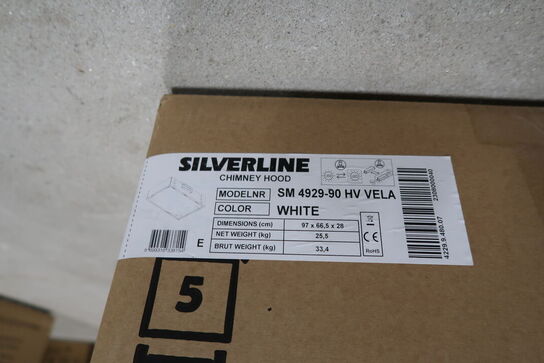 SILVERLINE
CHIMNEY HOOD
MODELNR SM 4929-90 HV VELA
COLOR WHITE
DIMENSIONS (cm) 97 x 66,5 x 28
NET WEIGHT (kg) 25,5
BRUT WEIGHT (kg) 33,4
E
CE
RoHS
4229.9.460.07
5